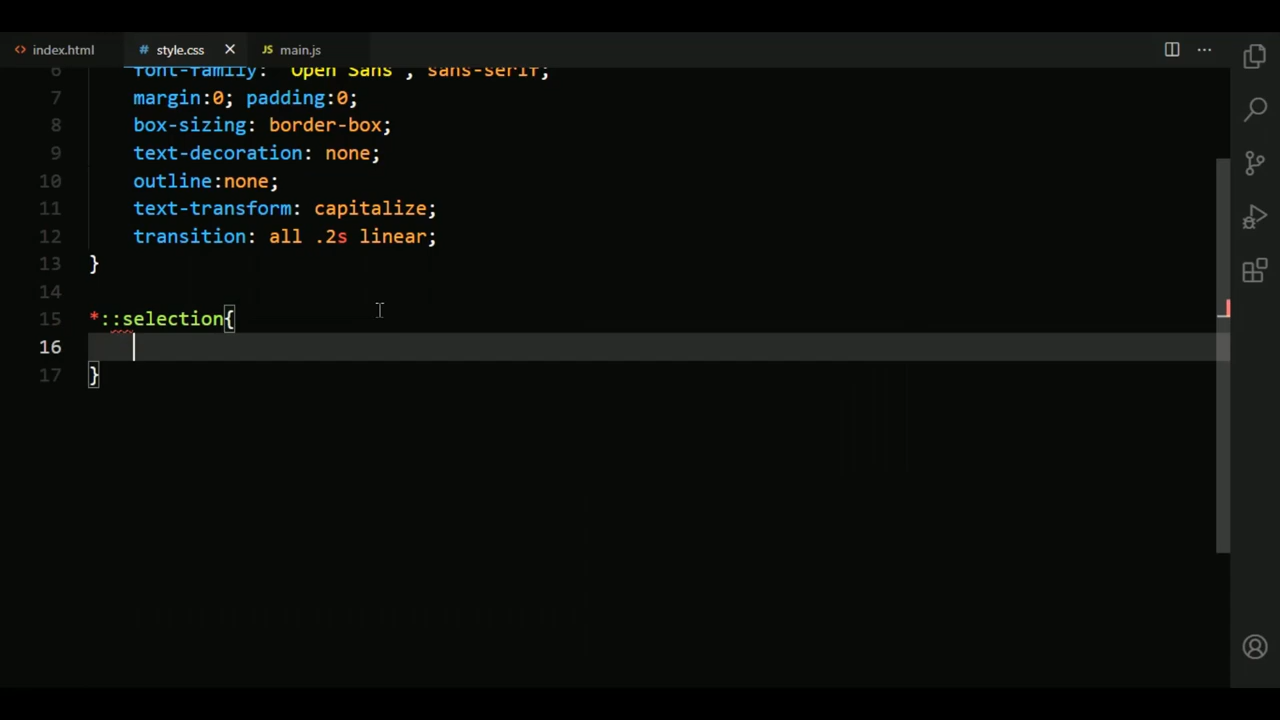 index.html # style.css × JS main.js
6 font-family: 'Open Sans', sans-serif;
7 margin:0; padding:0;
8 box-sizing: border-box;
9 text-decoration: none;
10 outline:none;
11 text-transform: capitalize;
12 transition: all .2s linear;
13 }
14
15 *::selection{
16
17 }